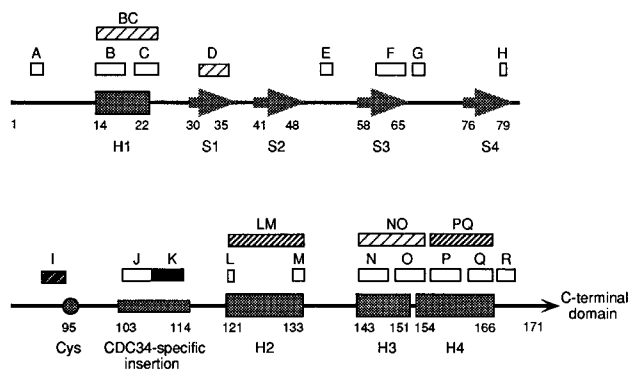 BC
A B C D E F G H
1 14 22 30 35 41 48 58 65 76 79
H1 S1 S2 S3 S4
LM NO PQ
I J K L M N O P Q R
C-terminal
domain
95 103 114 121 133 143 151 154 166 171
Cys CDC34-specific H2 H3 H4
insertion